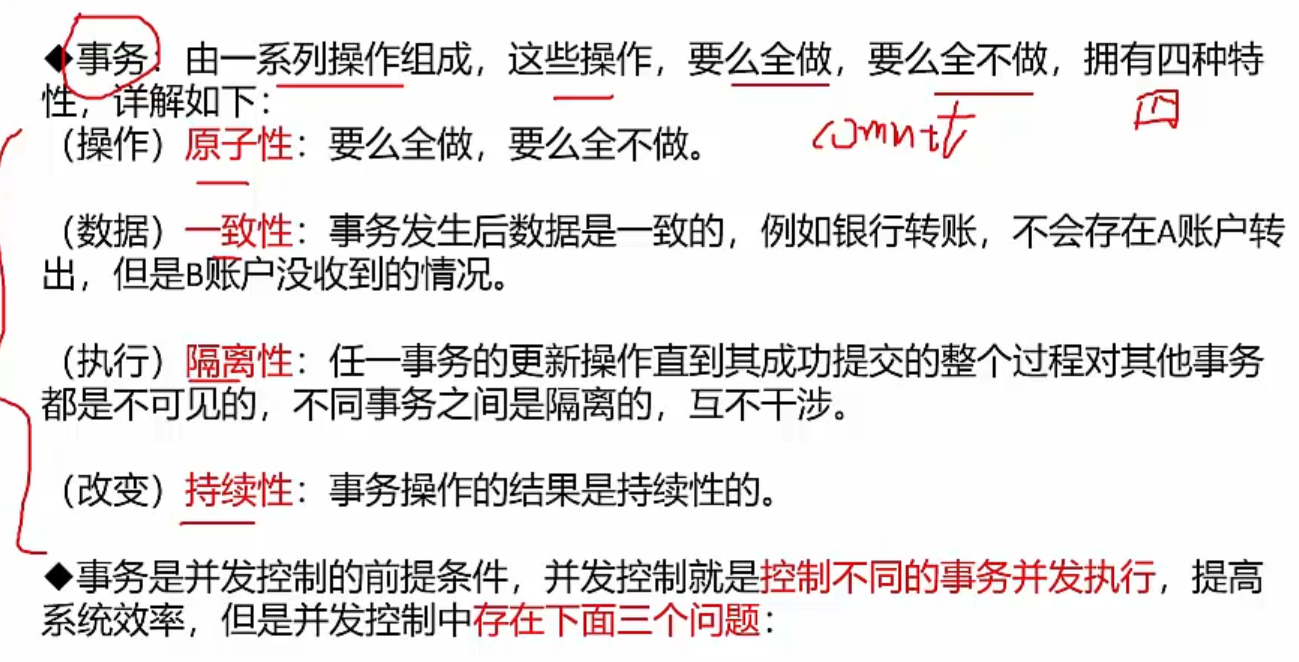 ◆事务：由一系列操作组成，这些操作，要么全做，要么全不做，拥有四种特
性，详解如下：
comntt
四
（操作）原子性：要么全做，要么全不做。
（数据）一致性：事务发生后数据是一致的，例如银行转账，不会存在A账户转
出，但是B账户没收到的情况。
（执行）隔离性：任一事务的更新操作直到其成功提交的整个过程对其他事务
都是不可见的，不同事务之间是隔离的，互不干涉。
（改变）持续性：事务操作的结果是持续性的。
◆事务是并发控制的前提条件，并发控制就是控制不同的事务并发执行，提高
系统效率，但是并发控制中存在下面三个问题：